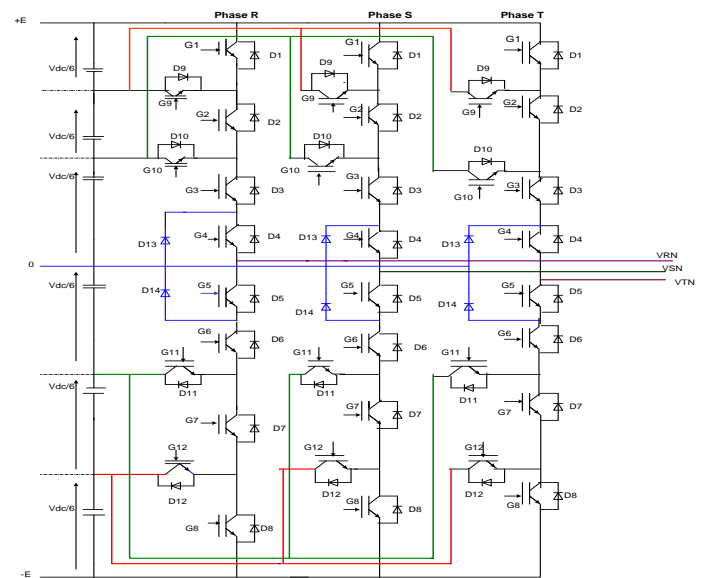 Phase R Phase S Phase T
+E
G1 D1 G1 D1 G1 D1
Vdc/6 D9 D9 D9
G9 G9 G9
G2 D2 G2 D2 G2 D2
Vdc/6 D10 D10 D10
G10 G10 G10
Vdc/6 G3 D3 G3 D3 G3 D3
G4 D4 G4 D4 G4 D4
D13 D13 D13
VRN
0
VSN
VTN
D14 D14 D14
Vdc/6 G5 D5 G5 D5 G5 D5
G6 D6 G6 D6 G6 D6
G11 G11 G11
D11 D11 D11
Vdc/6 G7 D7 G7 D7 G7 D7
G12 G12 G12
D12 D12 D12
Vdc/6 G8 D8 G8 D8 G8 D8
-E